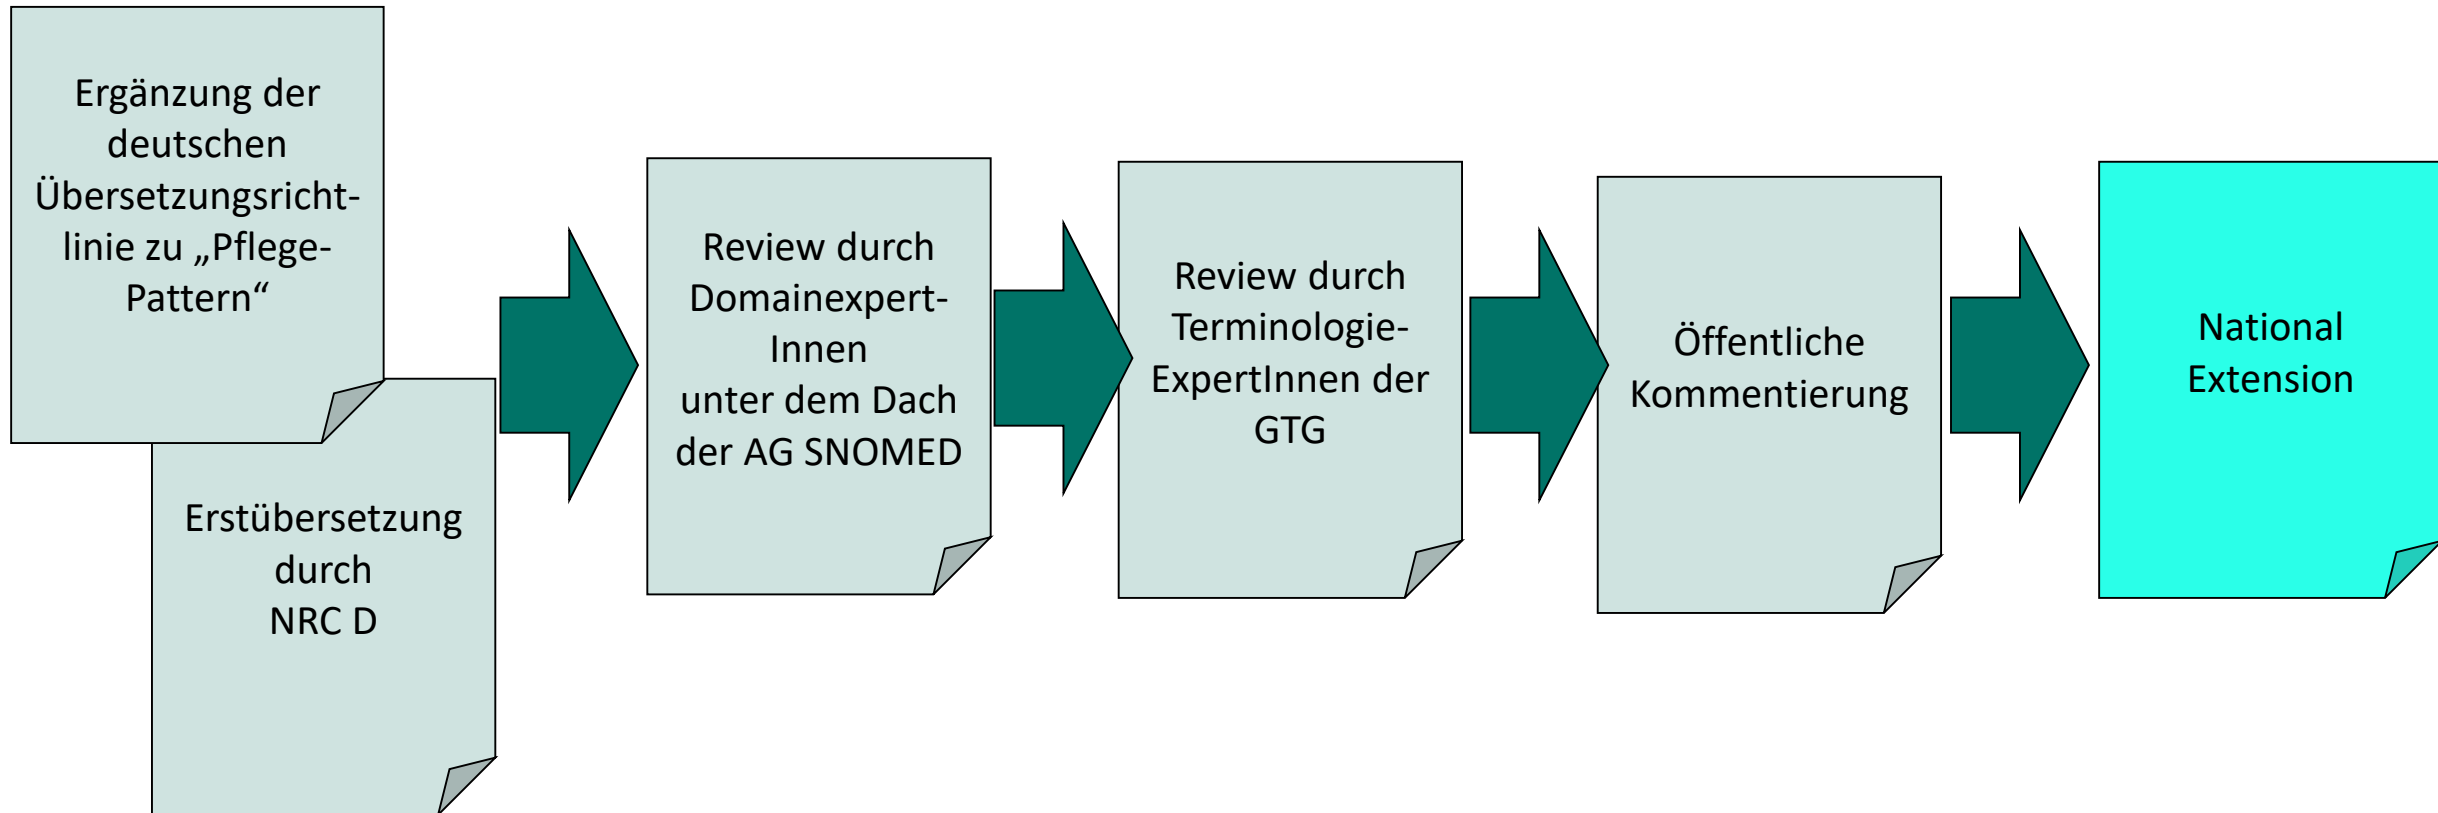 Ergänzung der
deutschen
Übersetzungsricht-
linie zu „Pflege-
Pattern“
Erstübersetzung
durch
NRC D
Review durch
Domainexpert-
Innen
unter dem Dach
der AG SNOMED
Review durch
Terminologie-
ExpertInnen der
GTG
Öffentliche
Kommentierung
National
Extension